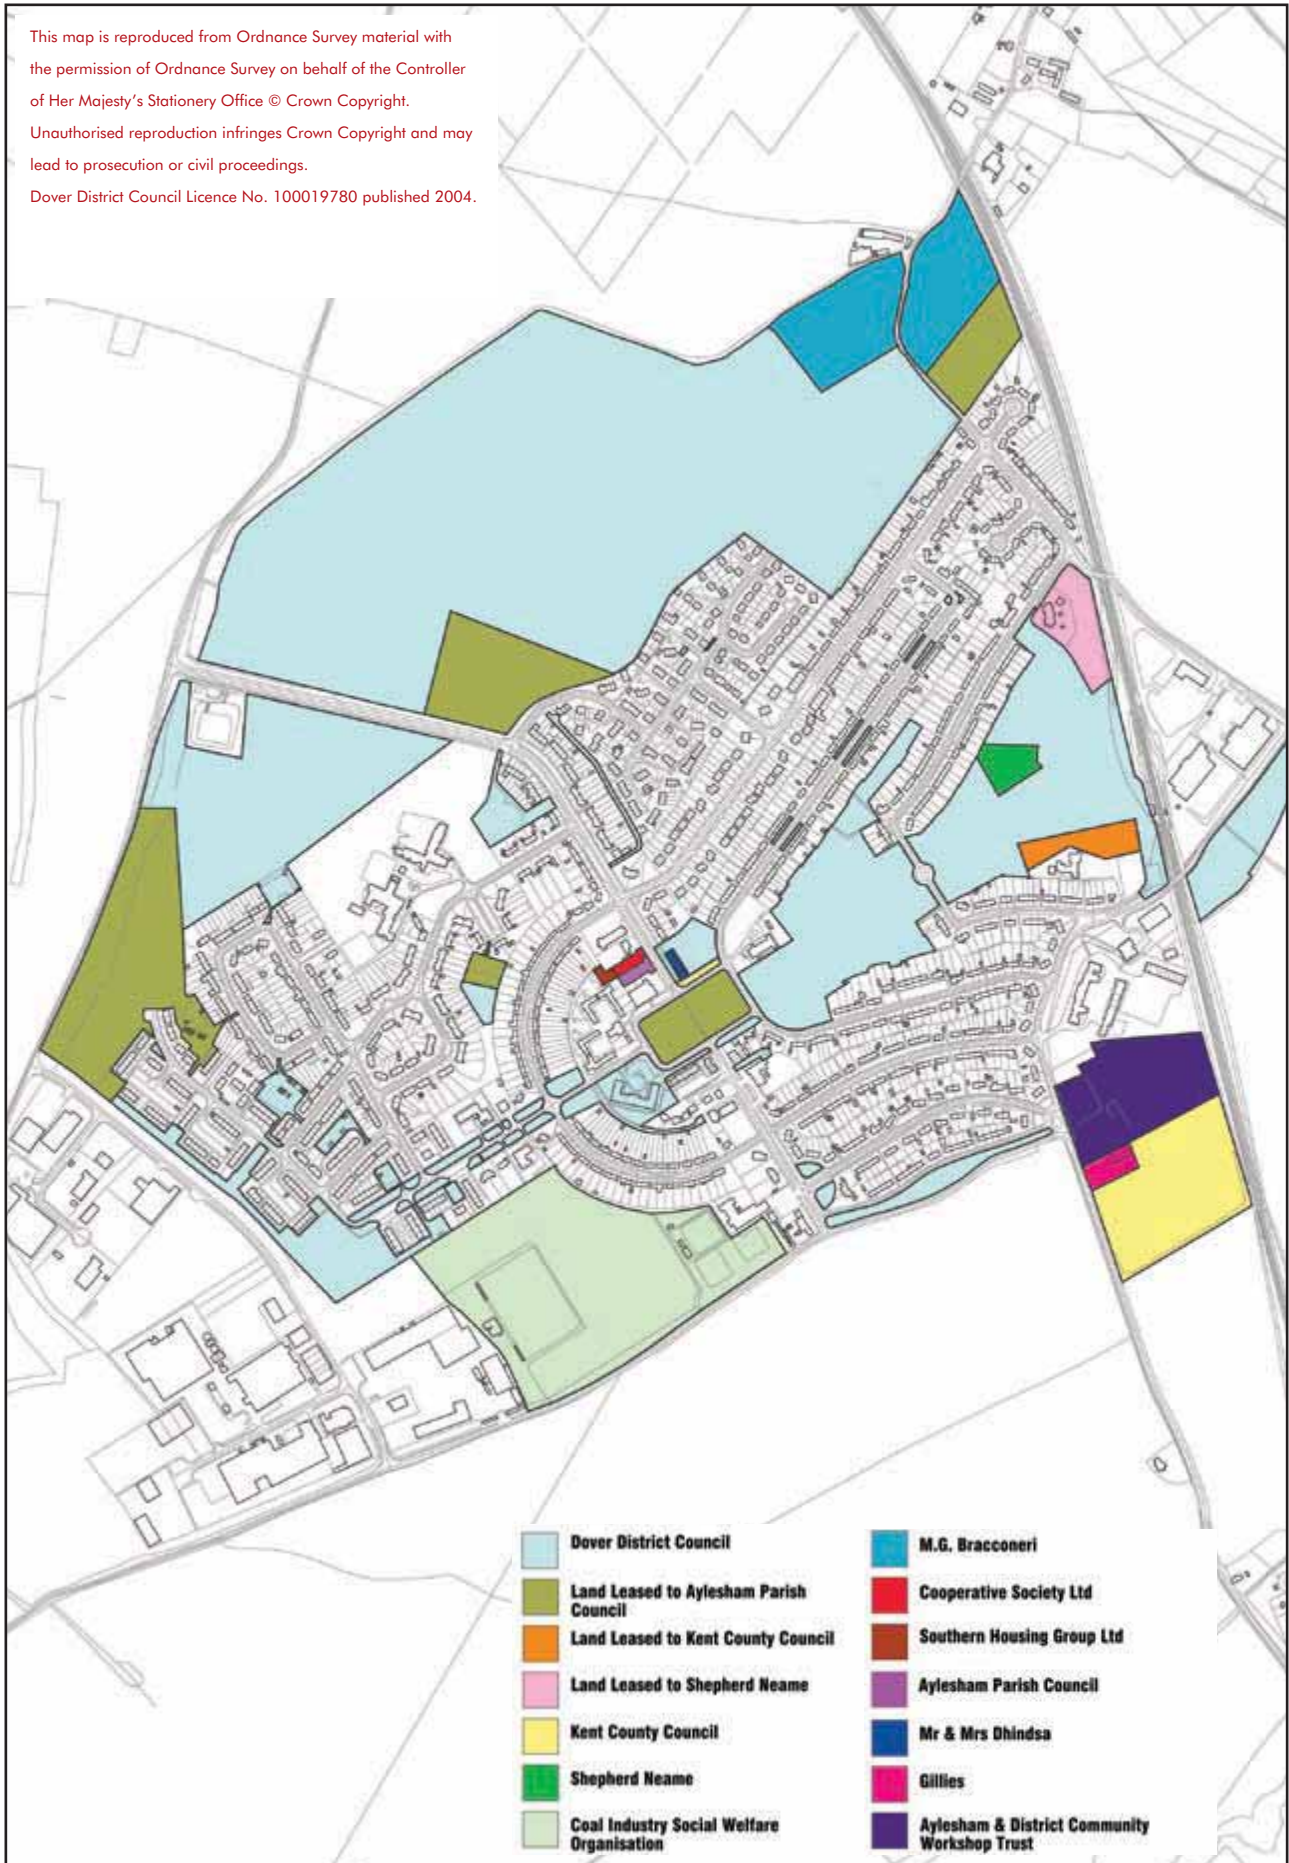 This map is reproduced from Ordnance Survey material with
the permission of Ordnance Survey on behalf of the Controller
of Her Majesty's Stationery Office © Crown Copyright.
Unauthorised reproduction infringes Crown Copyright and may
lead to prosecution or civil proceedings.
Dover District Council Licence No. 100019780 published 2004.
Dover District Council
Land Leased to Aylesham Parish
Council
Land Leased to Kent County Council
Land Leased to Shepherd Neame
Kent County Council
Shepherd Neame
Coal Industry Social Welfare
Organisation
M.G. Bracconeri
Cooperative Society Ltd
Southern Housing Group Ltd
Aylesham Parish Council
Mr & Mrs Dhindsa
Gillies
Aylesham & District Community
Workshop Trust